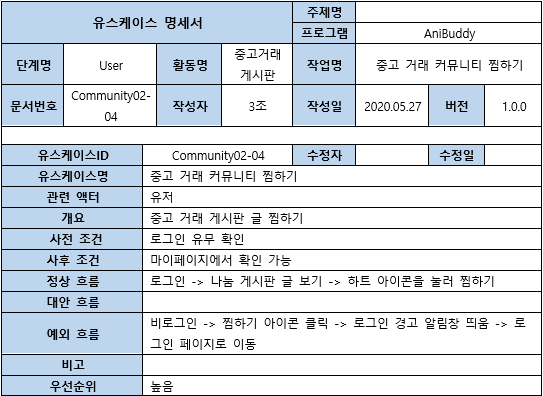 유스케이스 명세서
주제명
프로그램 AniBuddy
단계명 User 활동명 중고거래 게시판 작업명 중고 거래 커뮤니티 찜하기
문서번호 Community02-04 작성자 3조 작성일 2020.05.27 버전 1.0.0
유스케이스ID Community02-04 수정자 수정일
유스케이스명 중고 거래 커뮤니티 찜하기
관련 액터 유저
개요 중고 거래 게시판 글 찜하기
사전 조건 로그인 유무 확인
사후 조건 마이페이지에서 확인 가능
정상 흐름 로그인 -> 나눔 게시판 글 보기 -> 하트 아이콘을 눌러 찜하기
대안 흐름
예외 흐름 비로그인 -> 찜하기 아이콘 클릭 -> 로그인 경고 알림창 띄움 -> 로
그인 페이지로 이동
비고
우선순위 높음